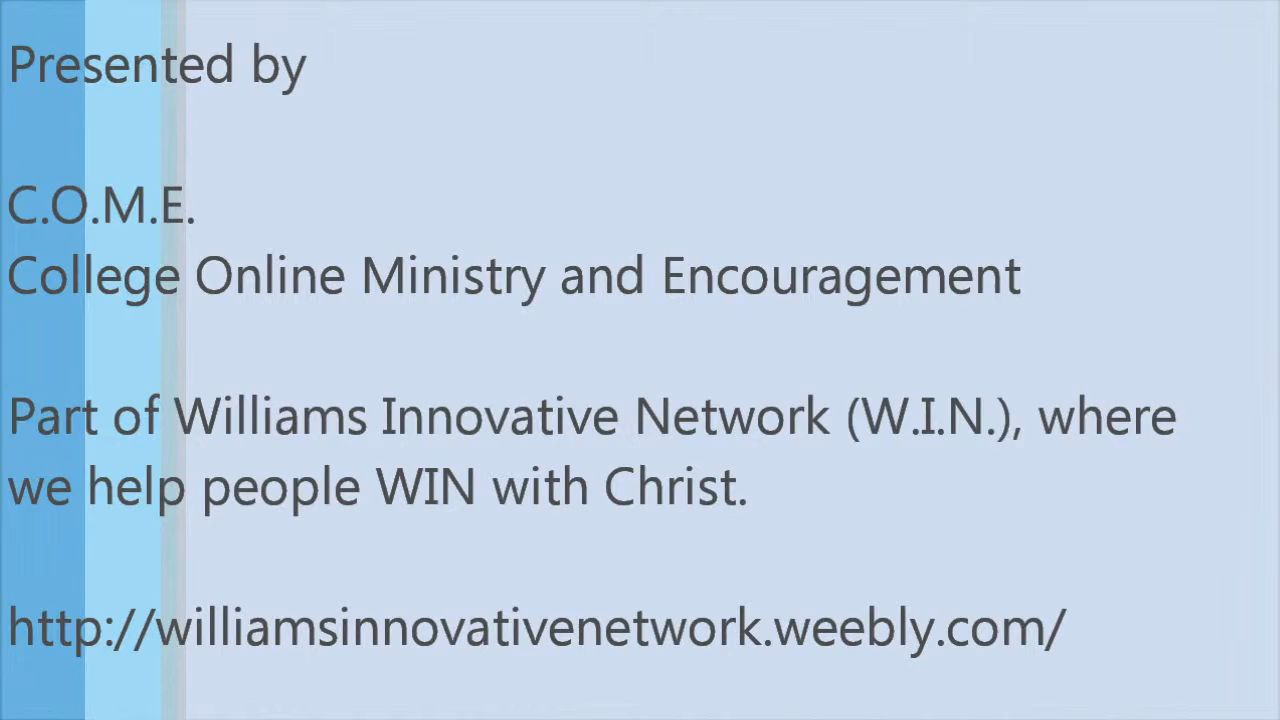 Presented by
C.O.M.E.
College Online Ministry and Encouragement
Part of Williams Innovative Network (W.I.N.), where
we help people WIN with Christ.
http://williamsinnovativenetwork.weebly.com/